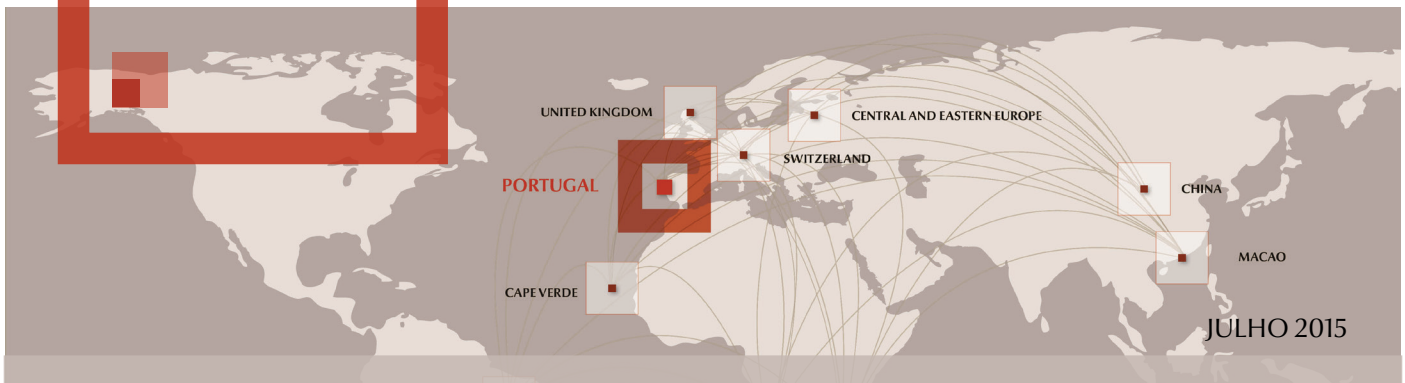 UNITED KINGDOM
CENTRAL AND EASTERN EUROPE
SWITZERLAND
PORTUGAL
CHINA
MACAO
CAPE VERDE
JULHO 2015